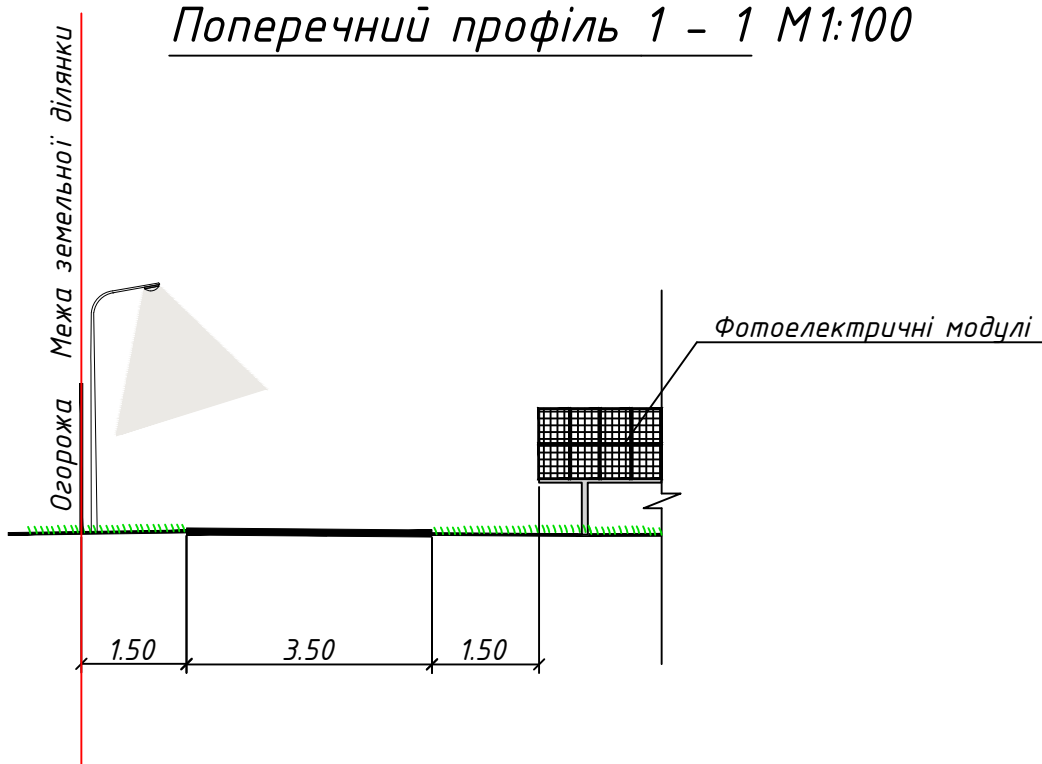 Поперечний профіль 1 - 1 М1:100
Межа земельної ділянки
Огорожа
Фотоелектричні модулі
1.50
3.50
1.50